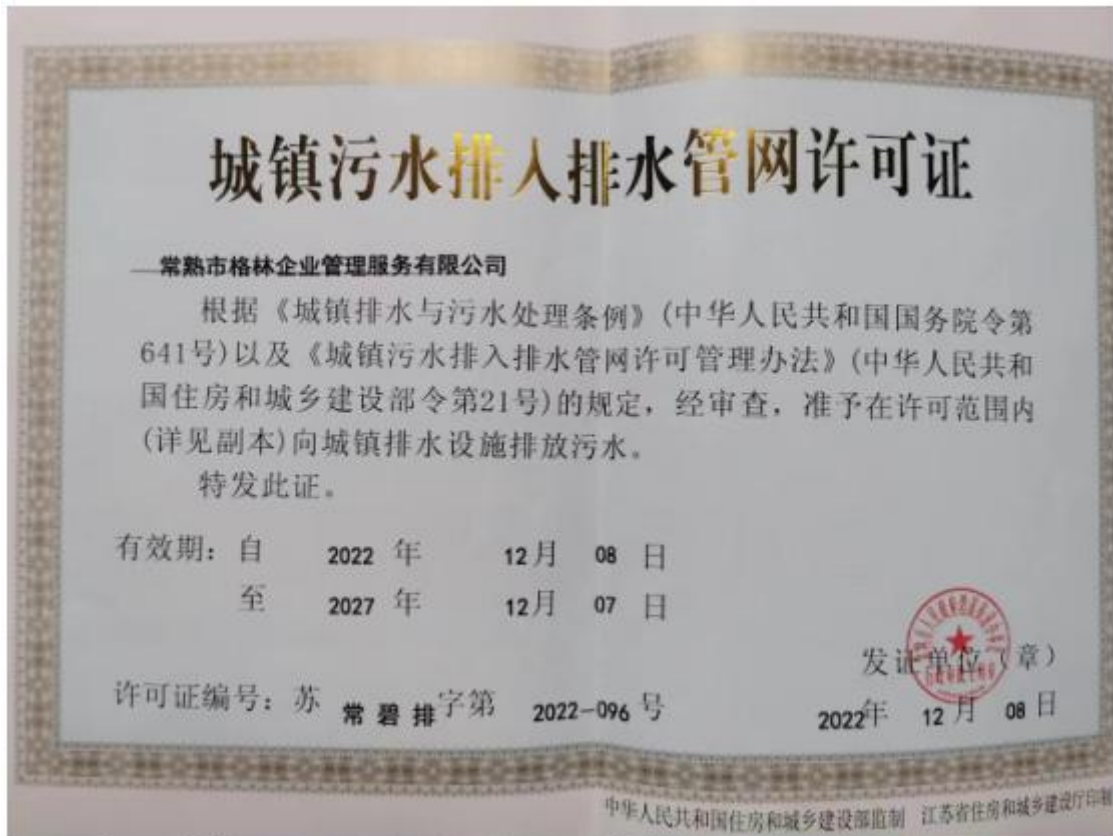 城镇污水排入排水管网许可证
常熟市格林企业管理服务有限公司
根据《城镇排水与污水处理条例》(中华人民共和国国务院令第
641号)以及《城镇污水排入排水管网许可管理办法》(中华人民共和
国住房和城乡建设部令第21号)的规定，经审查，准予在许可范围内
(详见副本)向城镇排水设施排放污水。
特发此证。
有效期：自 2022 年 12月 08 日
至 2027 年 12月 07 日
发证单位（章）
许可证编号：苏 常碧排字第 2022-096 号
2022年 12月 08日
中华人民共和国住房和城乡建设部监制 江苏省住房和城乡建设厅印制